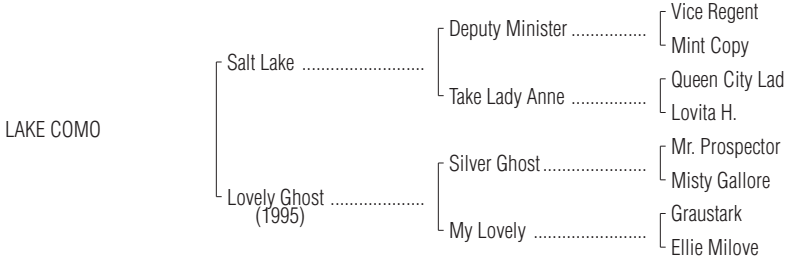 Vice Regent
Deputy Minister ................
Mint Copy
Salt Lake ..........................
Queen City Lad
Take Lady Anne ................
Lovita H.
LAKE COMO
Mr. Prospector
Silver Ghost......................
Misty Gallore
Lovely Ghost ....................
(1995)
Graustark
My Lovely ........................
Ellie Milove